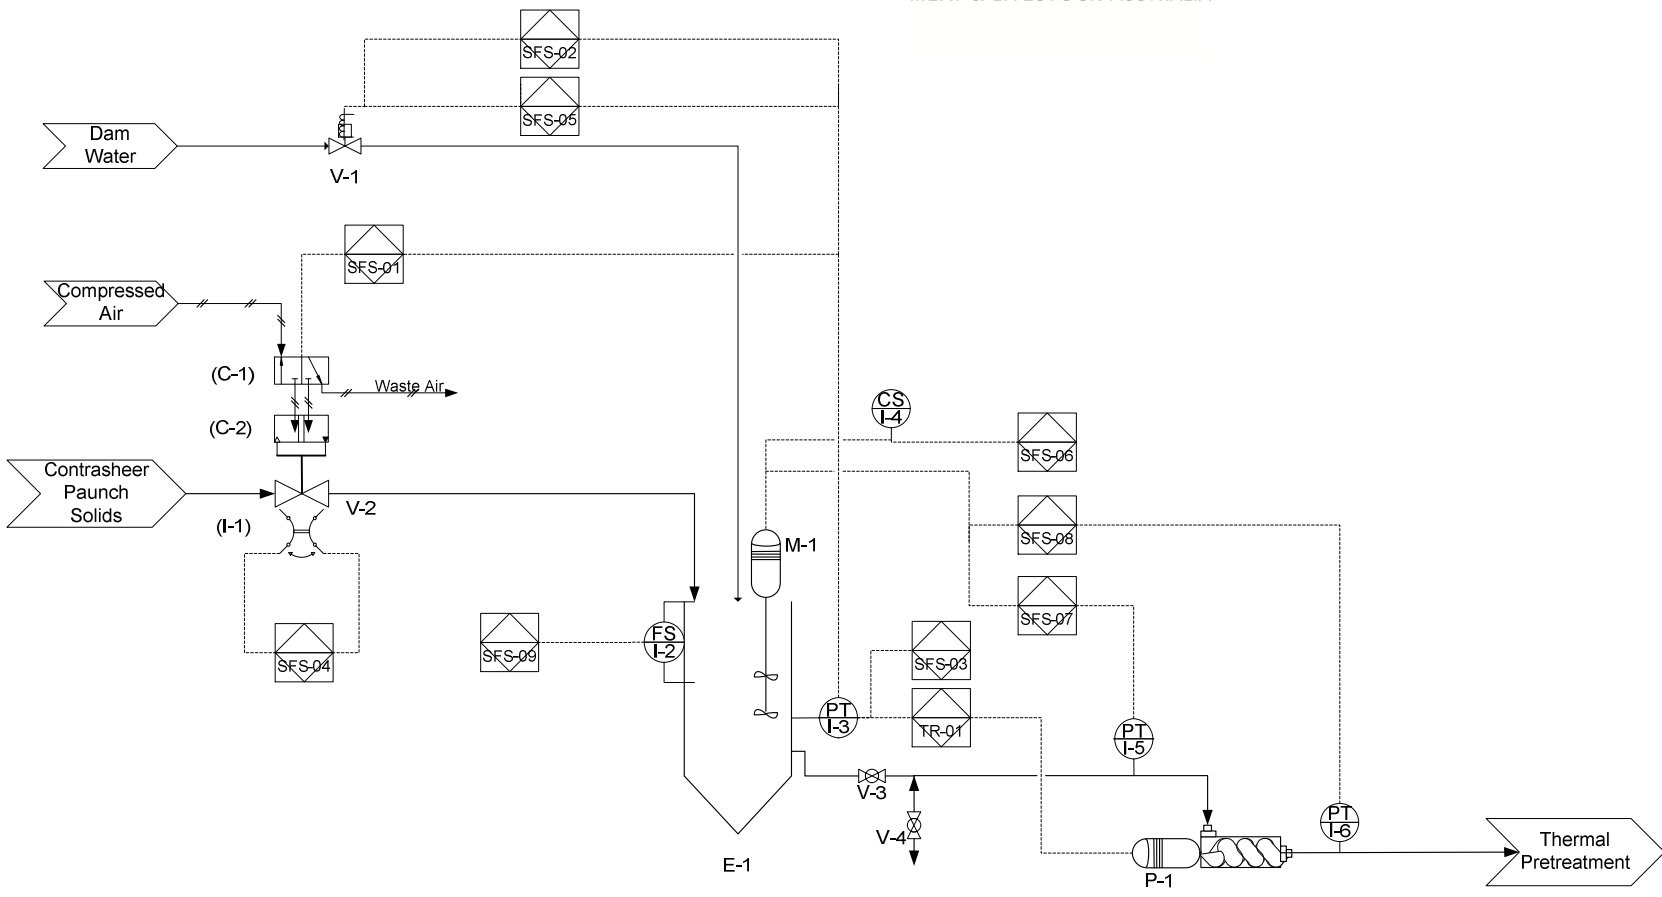 SFS-02
SFS-05
Dam
Water
V-1
SFS-01
Compressed
Air
(C-1)
Waste Air
(C-2)
CS
I-4
SFS-06
Contrasheer
Paunch
Solids
(I-1)
V-2
SFS-08
M-1
SFS-07
FS
I-2
SFS-09
SFS-04
SFS-03
PT
I-3
TR-01
PT
I-5
V-3
V-4
PT
I-6
E-1
P-1
Thermal
Pretreatment